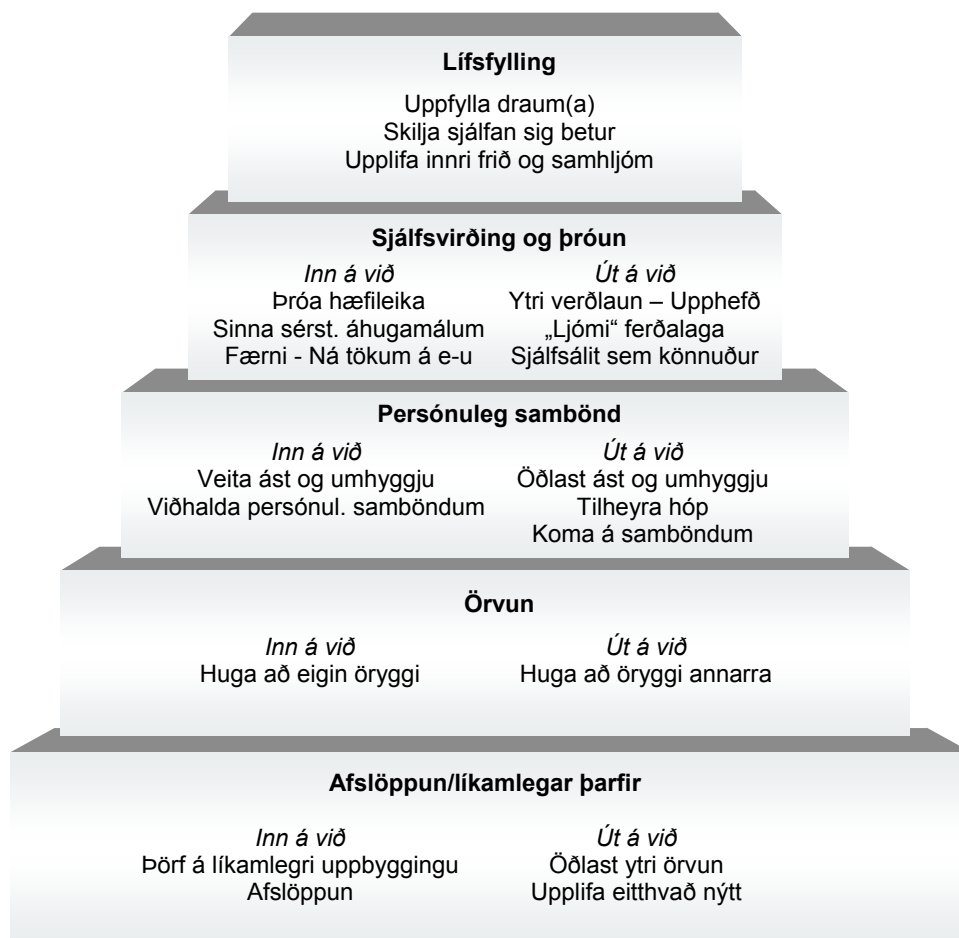 Lífsfylling
Uppfylla draum(a)
Skilja sjálfan sig betur
Upplifa innri frið og samhljóm
Sjálfsvirðing og þróun
Inn á við
Þróa hæfileika
Sinna sérst. áhugamálum
Færni - Ná tökum á e-u
Út á við
Ytri verðlaun – Upphefð
„Ljómi“ ferðalaga
Sjálfsálit sem könnuður
Persónuleg sambönd
Inn á við
Veita ást og umhyggju
Viðhalda persónul. samböndum
Út á við
Öðlast ást og umhyggju
Tilheyra hóp
Koma á samböndum
Örvun
Inn á við
Huga að eigin öryggi
Út á við
Huga að öryggi annarra
Afslöppun/líkamlegar þarfir
Inn á við
Þörf á líkamlegri uppbyggingu
Afslöppun
Út á við
Öðlast ytri örvun
Upplifa eitthvað nýtt